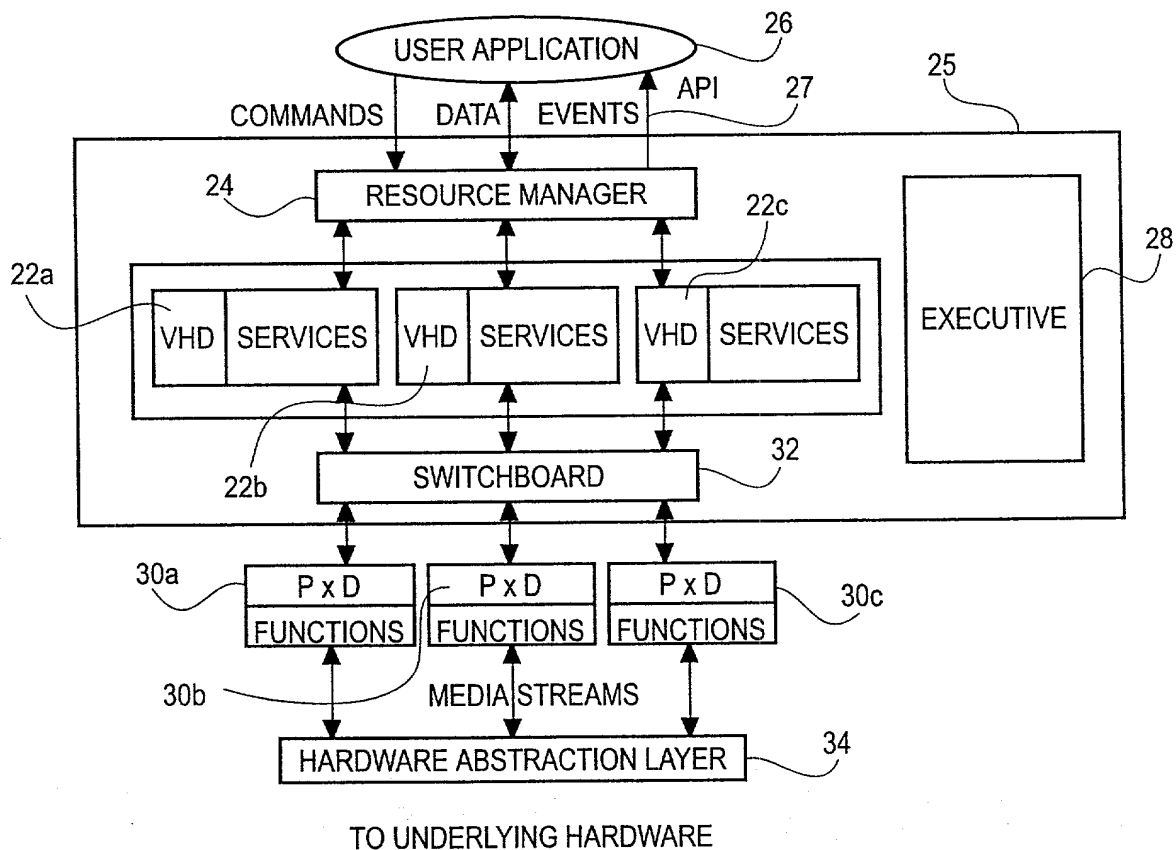 26
USER APPLICATION
API
27
25
COMMANDS
DATA
EVENTS
24
RESOURCE MANAGER
22c
28
22a
VHD
SERVICES
VHD
SERVICES
VHD
SERVICES
EXECUTIVE
22b
SWITCHBOARD
32
30a
P x D
P x D
P x D
30c
FUNCTIONS
FUNCTIONS
FUNCTIONS
30b
MEDIA STREAMS
34
HARDWARE ABSTRACTION LAYER
TO UNDERLYING HARDWARE